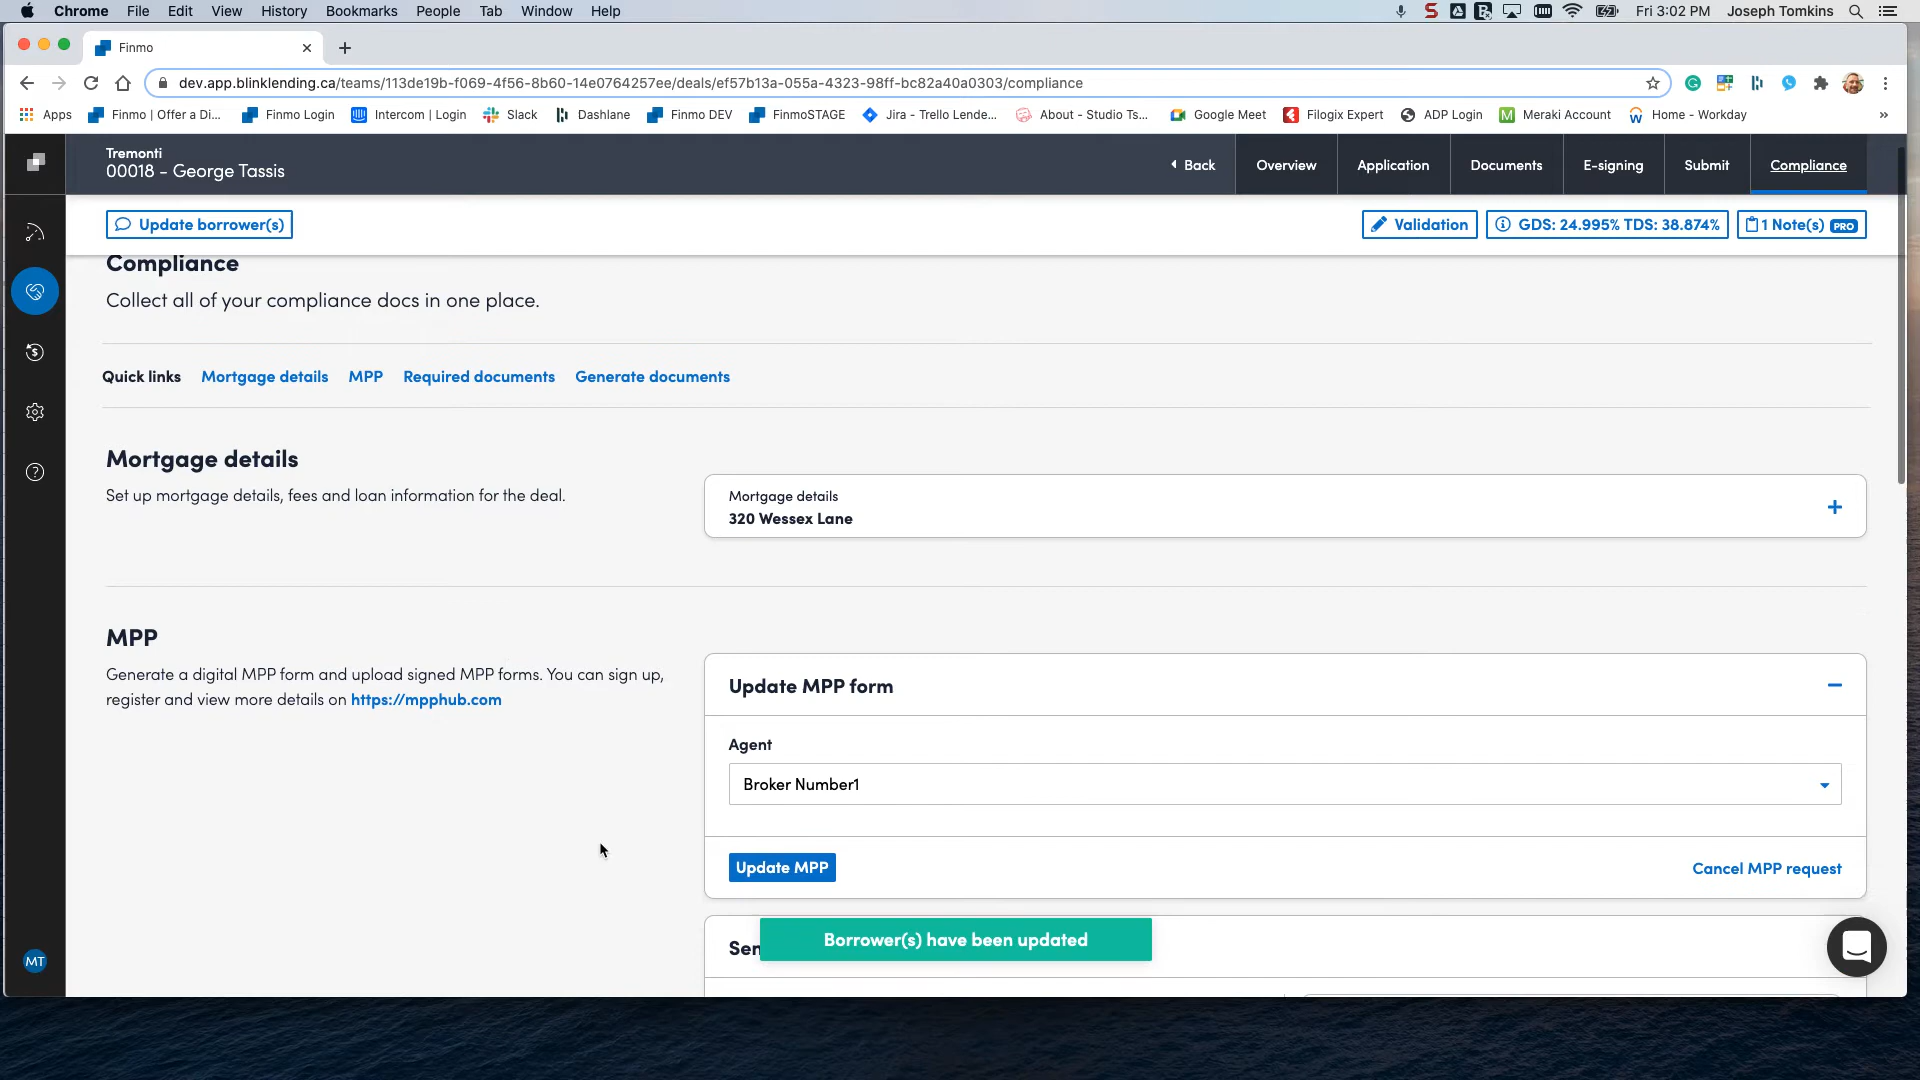 Chrome File Edit View History Bookmarks People Tab Window Help
Fri 3:02 PM Joseph Tomkins
Finmo
dev.app.blinklending.ca/teams/113de19b-f069-4f56-8b60-14e0764257ee/deals/ef57b13a-055a-4323-98ff-bc82a40a0303/compliance
Apps Finmo | Offer a Di... Finmo Login Intercom | Login Slack Dashlane Finmo DEV FinmoSTAGE Jira - Trello Lende... About - Studio Ts... Google Meet Filogix Expert ADP Login Meraki Account Home - Workday »
Tremonti
00018 - George Tassis
Back Overview Application Documents E-signing Submit Compliance
Update borrower(s)
Validation GDS: 24.995% TDS: 38.874% 1 Note(s) PRO
Compliance
Collect all of your compliance docs in one place.
Quick links Mortgage details MPP Required documents Generate documents
Mortgage details
Set up mortgage details, fees and loan information for the deal.
Mortgage details
320 Wessex Lane
MPP
Generate a digital MPP form and upload signed MPP forms. You can sign up,
register and view more details on https://mpphub.com
Update MPP form
Agent
Broker Number1
Update MPP Cancel MPP request
Sen
Borrower(s) have been updated
MT